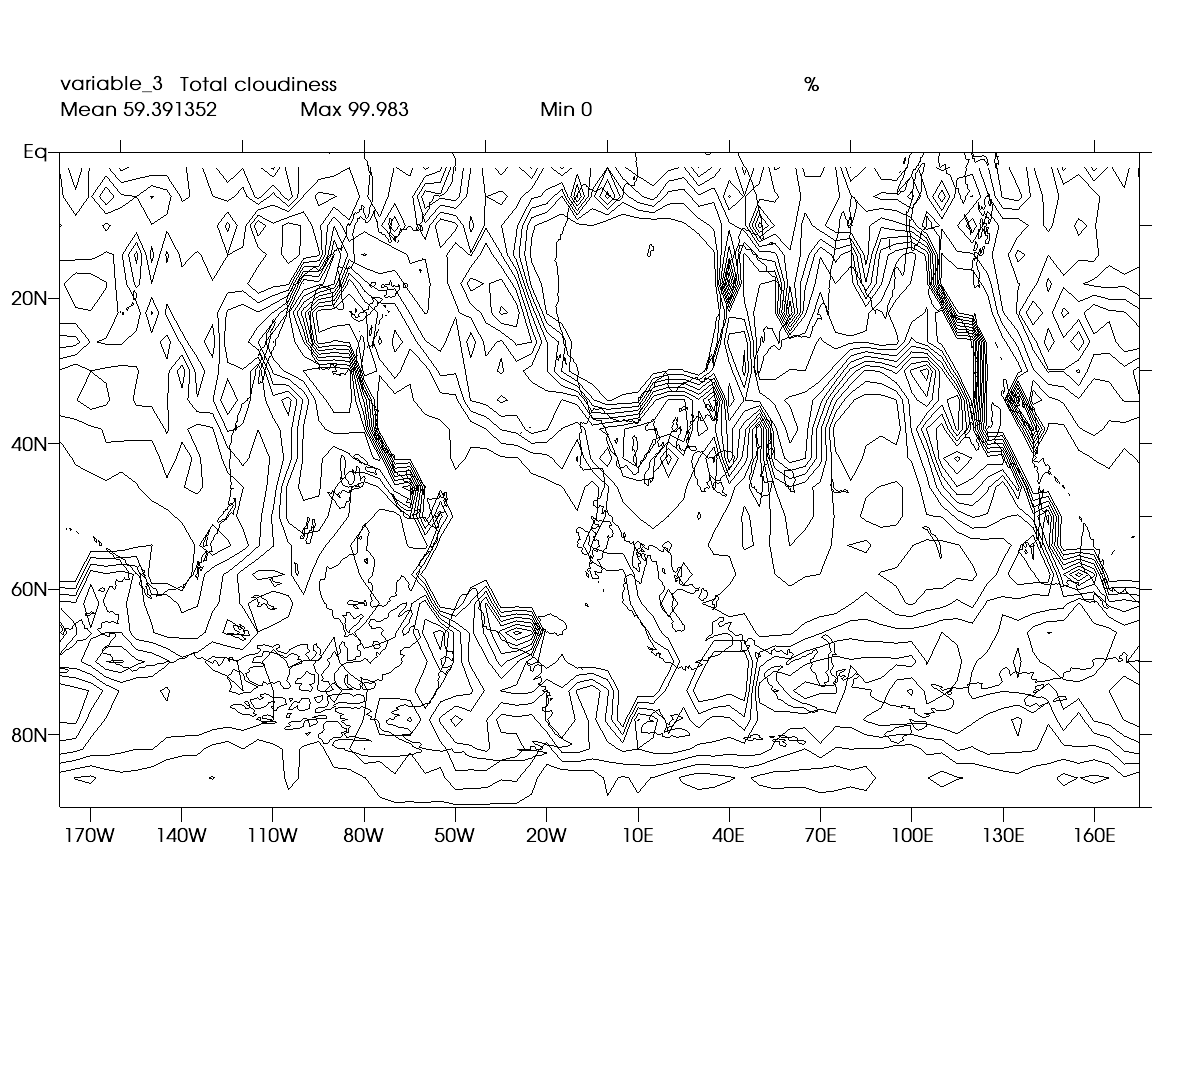 variable_3 Total cloudiness %
Mean 59.391352 Max 99.983 Min 0
Eq
20N
40N
60N
80N
170W 140W 110W 80W 50W 20W 10E 40E 70E 100E 130E 160E